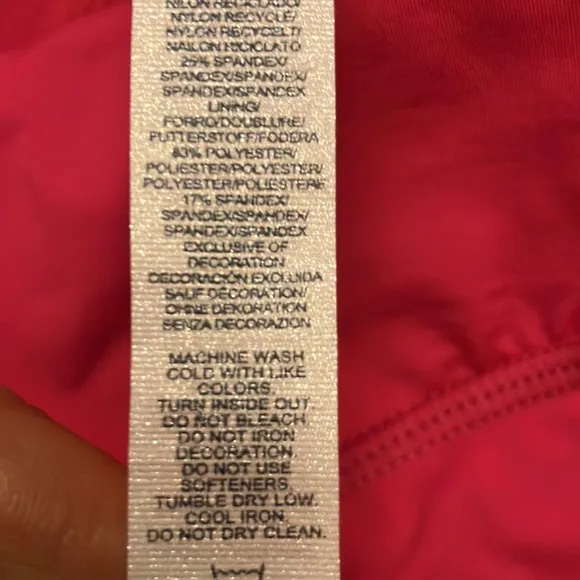 NILON RECICLADO/
NYLON RECYCLE/
NYLON RECYCELT/
NAILON RICICLATO
25% SPANDEX/
SPANDEX/SPANDEX/
SPANDEX/SPANDEX
LINING/
FORRO/DOUBLURE/
FUTTERSTOFF/FODERA
83% POLYESTER/
POLIESTER/POLYESTER/
POLYESTER/POLIESTERE
17% SPANDEX/
SPANDEX/SPANDEX/
SPANDEX/SPANDEX
EXCLUSIVE OF
DECORATION
DECORACIÓN EXCLUIDA
SAUF DECORATION/
OHNE DEKORATION
SENZA DECORAZION
MACHINE WASH
COLD WITH LIKE
COLORS.
TURN INSIDE OUT.
DO NOT BLEACH.
DO NOT IRON
DECORATION.
DO NOT USE
SOFTENERS.
TUMBLE DRY LOW.
COOL IRON.
DO NOT DRY CLEAN.